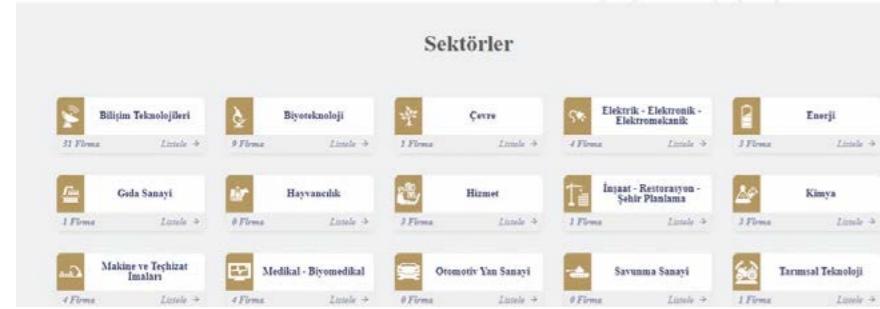 Sektörler
Bilişim Teknolojileri
Biyoteknoloji
Çevre
Elektrik - Elektronik -
Elektromekanik
Enerji
31 Firma Listele →
9 Firma Listele →
1 Firma Listele →
4 Firma Listele →
3 Firma Listele →
Gıda Sanayi
Hayvancılık
Hizmet
İnşaat - Restorasyon -
Şehir Planlama
Kimya
1 Firma Listele →
0 Firma Listele →
3 Firma Listele →
1 Firma Listele →
3 Firma Listele →
Makine ve Teçhizat
İmaları
Medikal - Biyomedikal
Otomotiv Yan Sanayi
Savunma Sanayi
Tarımsal Teknoloji
4 Firma Listele →
4 Firma Listele →
0 Firma Listele →
0 Firma Listele →
1 Firma Listele →